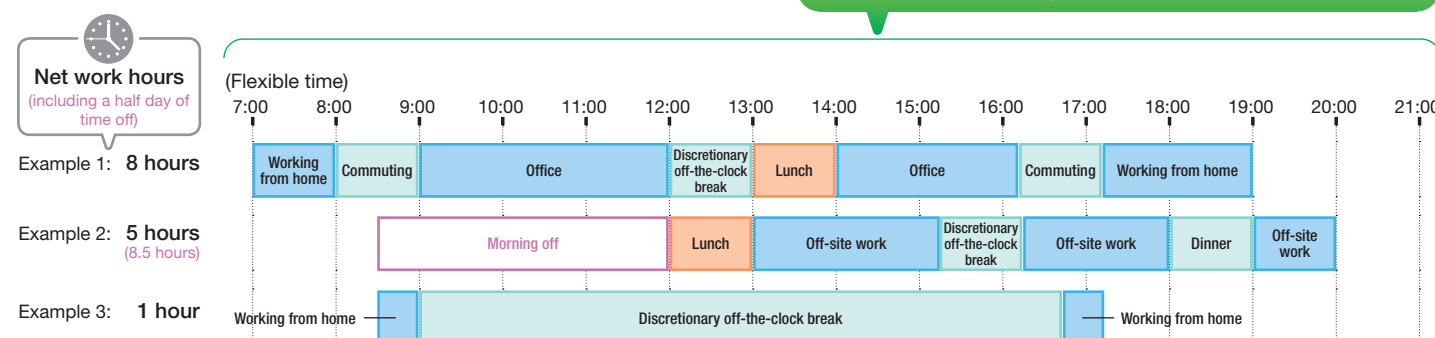 Net work hours
(including a half day of
time off)
(Flexible time)
7:00 8:00 9:00 10:00 11:00 12:00 13:00 14:00 15:00 16:00 17:00 18:00 19:00 20:00 21:00
Example 1: 8 hours
Working
from home
Commuting
Office
Discretionary
off-the-clock
break
Lunch
Office
Commuting
Working from home
Example 2: 5 hours
(8.5 hours)
Morning off
Lunch
Off-site work
Discretionary
off-the-clock
break
Off-site work
Dinner
Off-site
work
Example 3: 1 hour
Working from home
Discretionary off-the-clock break
Working from home